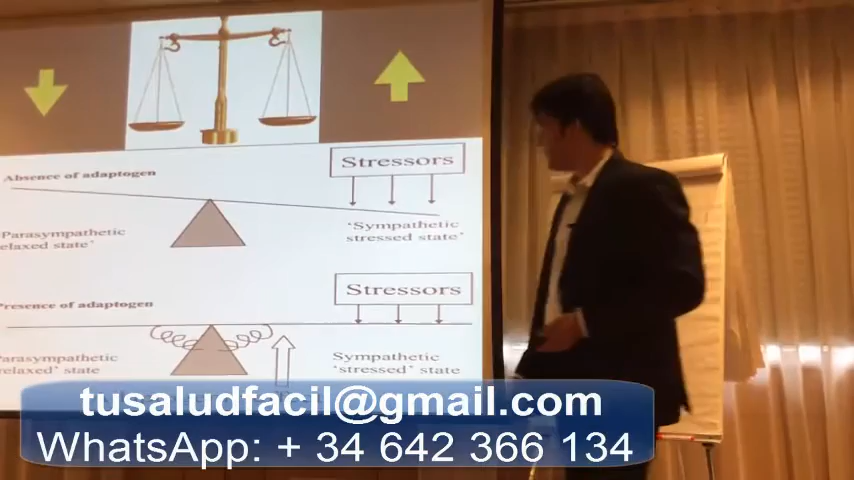 Absence of adaptogen
Stressors
'Parasympathetic
elaxed state'
'Sympathetic
stressed state'
Presence of adaptogen
Stressors
Parasympathetic
relaxed' state
Sympathetic
'stressed' state
tusaludfacil@gmail.com
WhatsApp: + 34 642 366 134